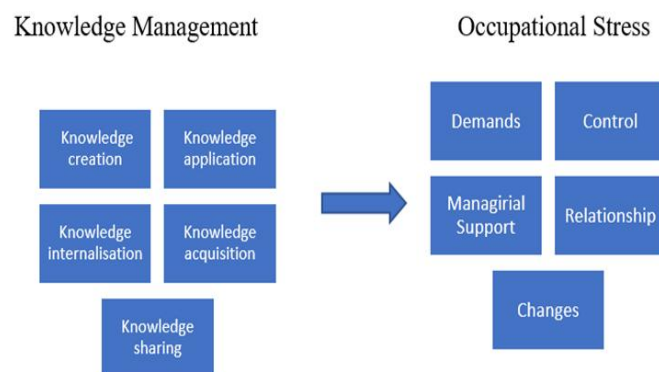 Knowledge Management
Occupational Stress
Knowledge
creation
Knowledge
application
Knowledge
internalisation
Knowledge
acquisition
Knowledge
sharing
Demands
Control
Managirial
Support
Relationship
Changes